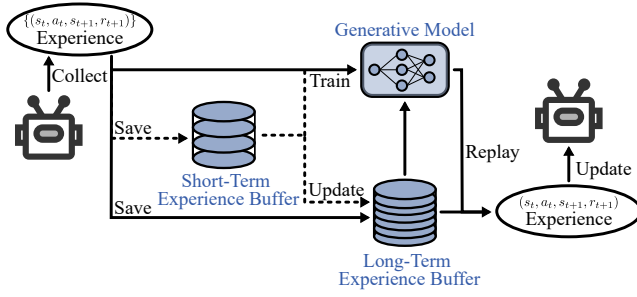 {(s_t, a_t, s_{t+1}, r_{t+1})}
Experience
Collect
Generative Model
Train
Save
Short-Term
Experience Buffer
Update
Save
Long-Term
Experience Buffer
Replay
Update
(s_t, a_t, s_{t+1}, r_{t+1})
Experience